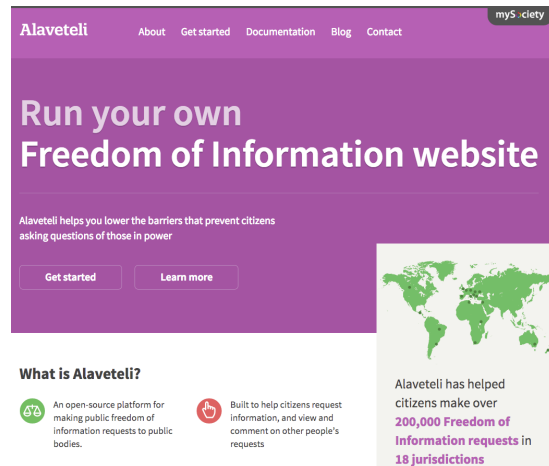 mySociety
Alaveteli About Get started Documentation Blog Contact
Run your own
Freedom of Information website
Alaveteli helps you lower the barriers that prevent citizens
asking questions of those in power
Get started Learn more
What is Alaveteli?
An open-source platform for
making public freedom of
information requests to public
bodies.
Built to help citizens request
information, and view and
comment on other people's
requests
Alaveteli has helped
citizens make over
200,000 Freedom of
Information requests in
18 jurisdictions